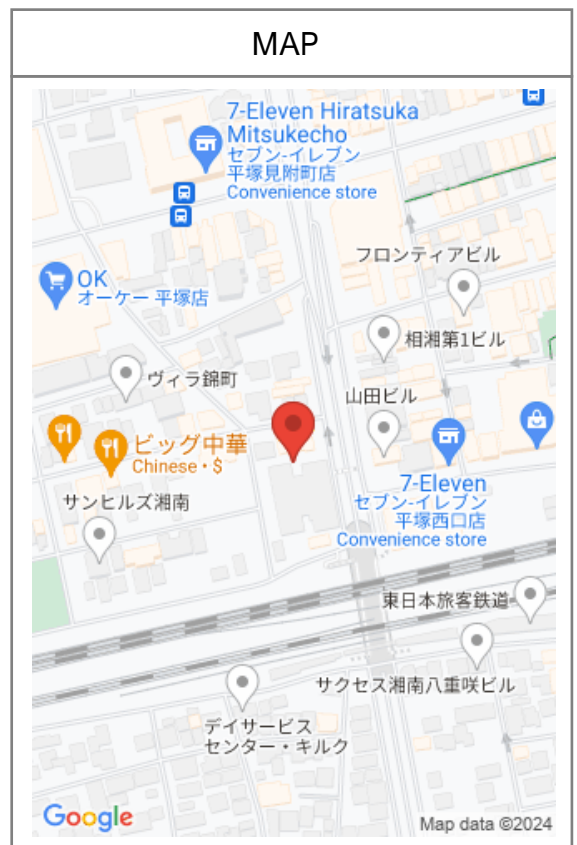 MAP
7-Eleven Hiratsuka
Mitsukecho
セブン-イレブン
平塚見附町店
Convenience store
フロンティアビル
OK
オーケー 平塚店
相湘第1ビル
ヴィラ錦町
山田ビル
ビッグ中華
Chinese・$
7-Eleven
セブン-イレブン
平塚西口店
Convenience store
サンヒルズ湘南
東日本旅客鉄道
サクセス湘南八重咲ビル
デイサービス
センター・キルク
Google
Map data ©2024